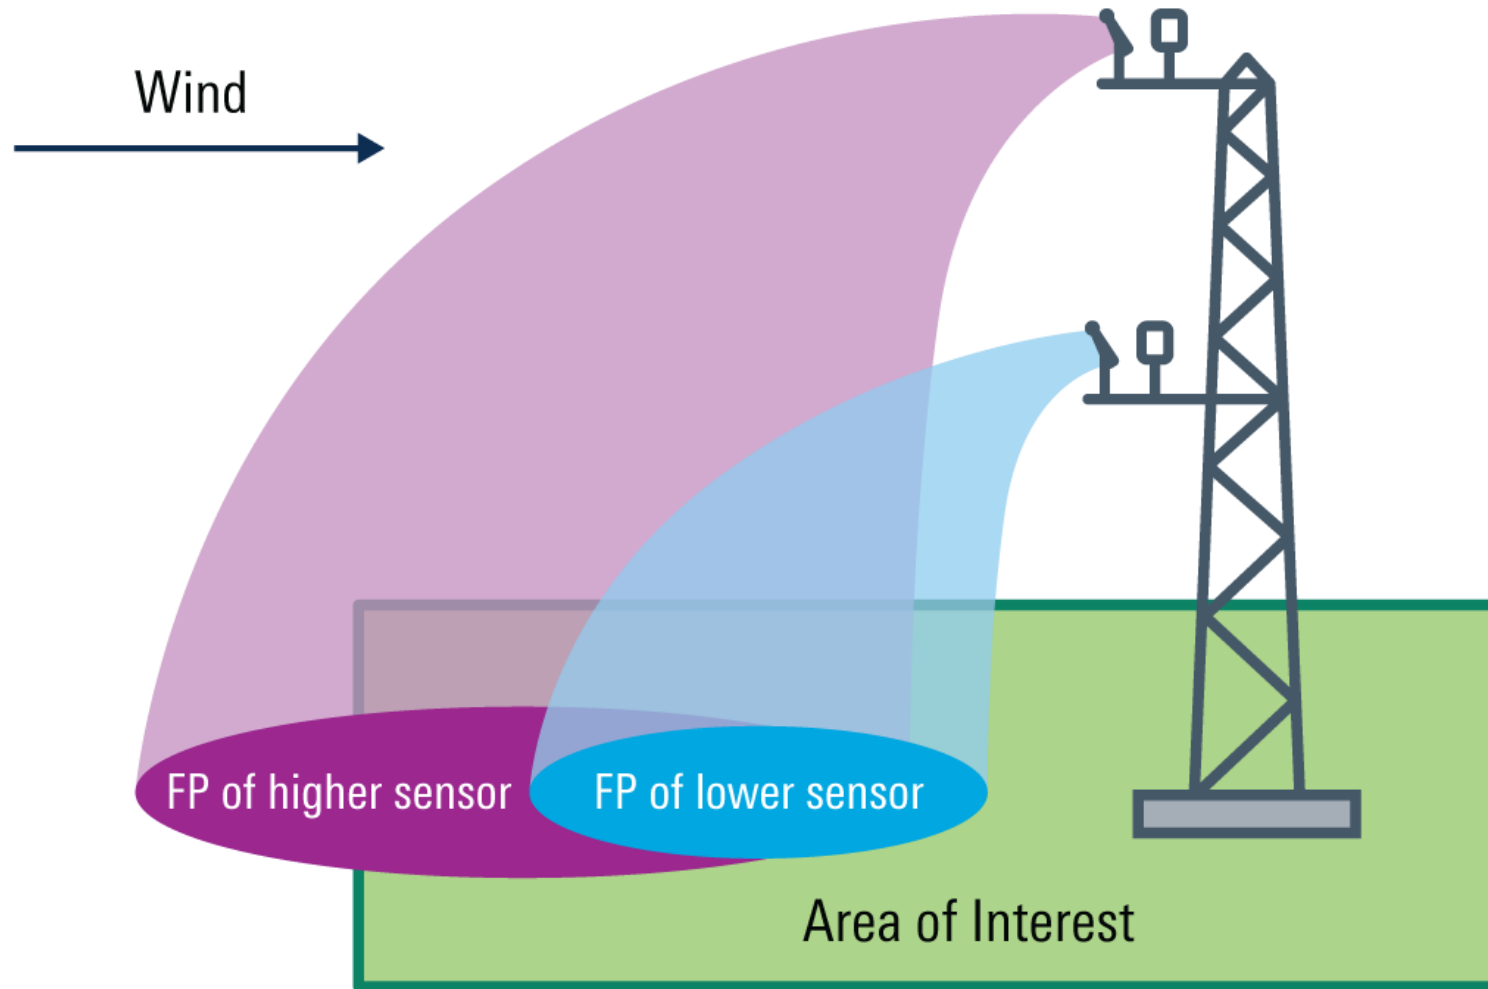 Wind
FP of higher sensor
FP of lower sensor
Area of Interest